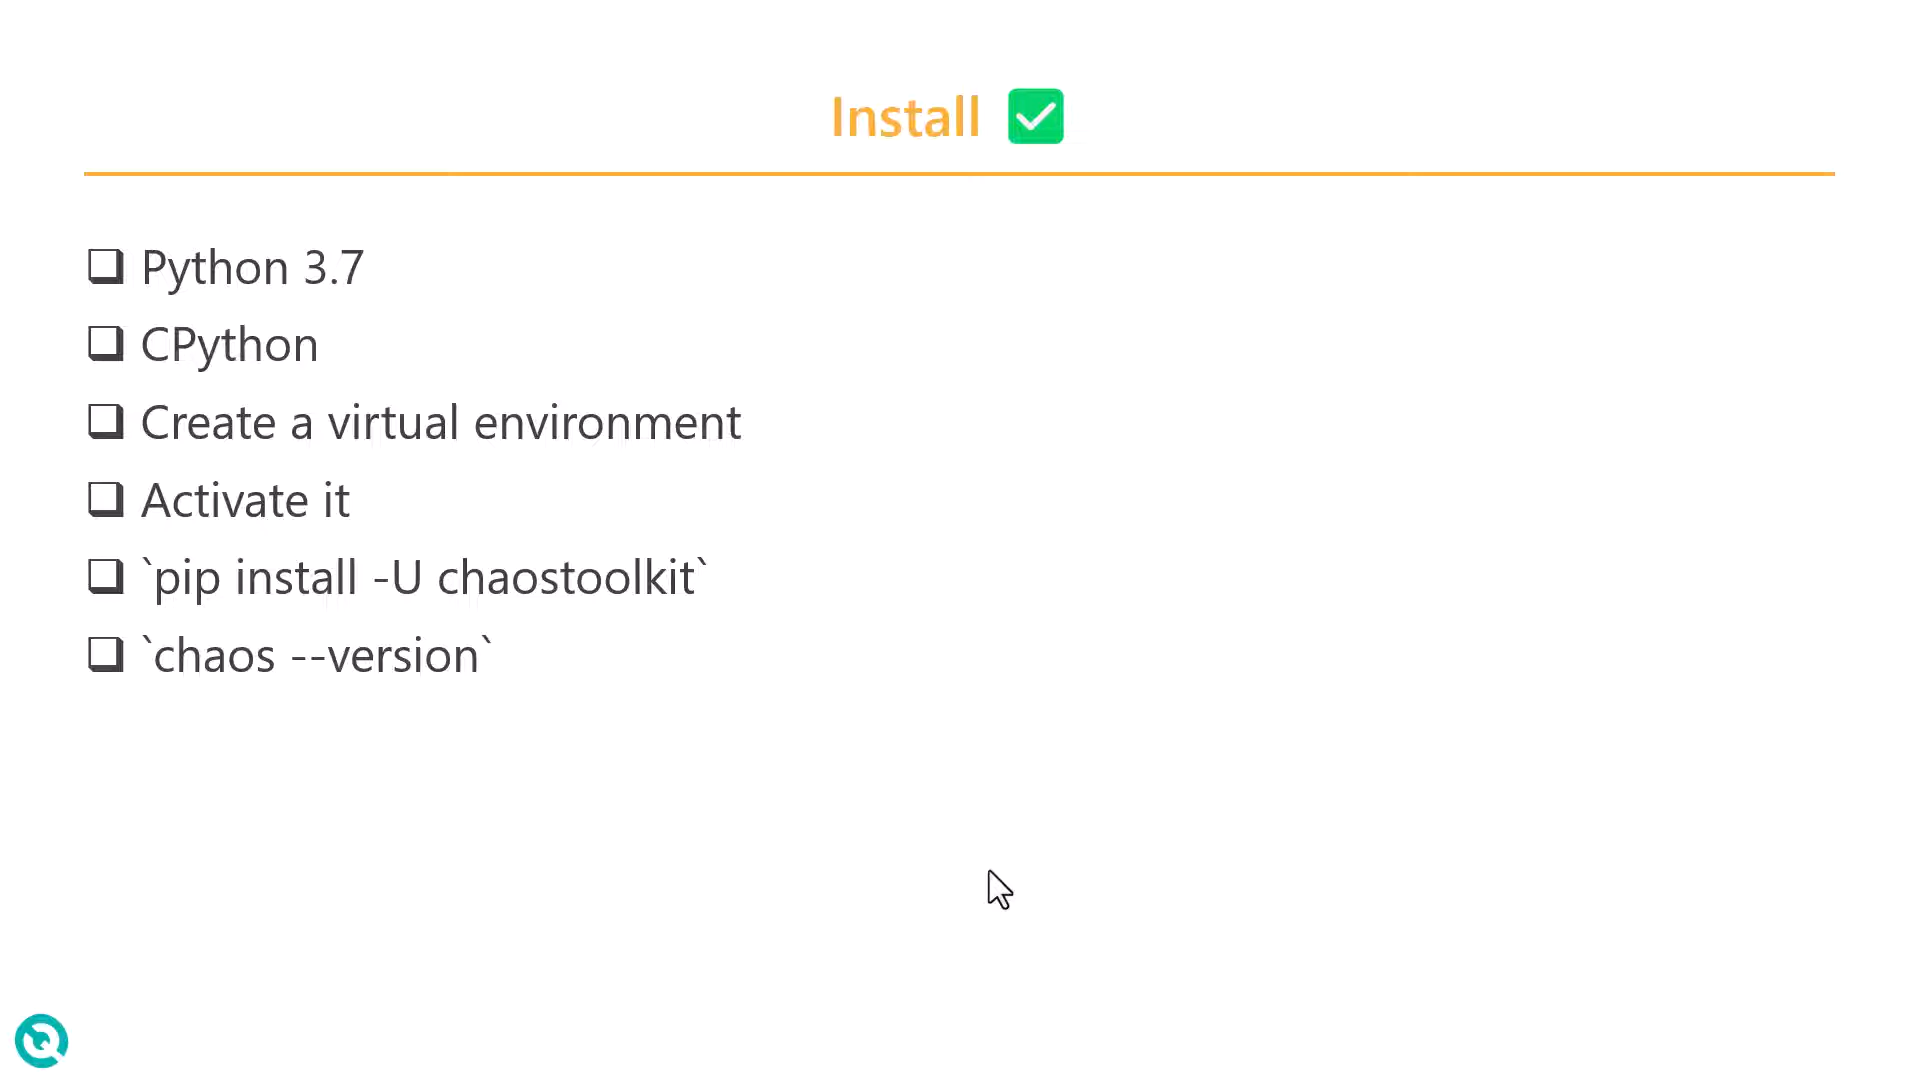 Install ✅
❑ Python 3.7
❑ CPython
❑ Create a virtual environment
❑ Activate it
❑ `pip install -U chaostoolkit`
❑ `chaos --version`